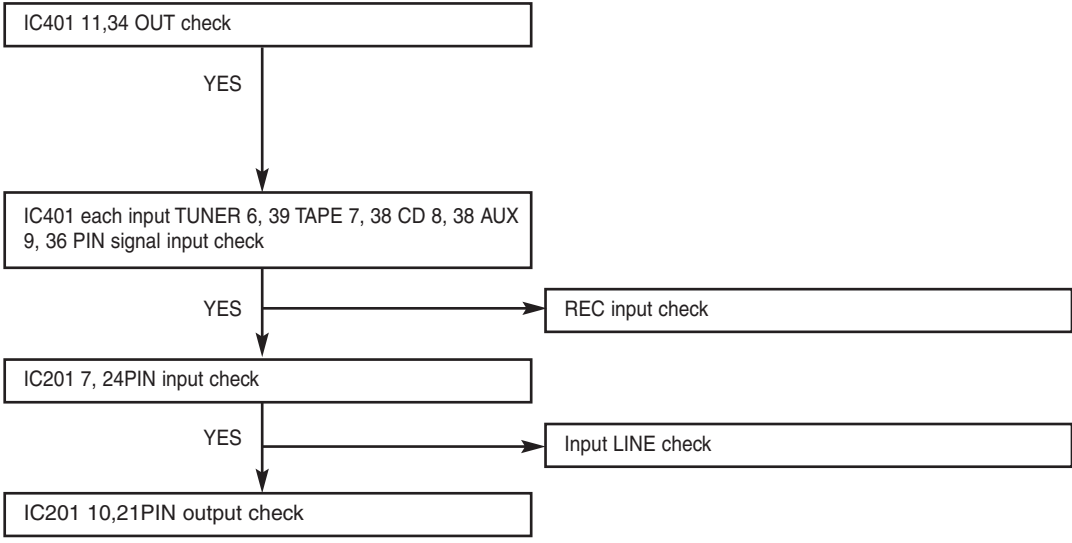 IC401 11,34 OUT check
YES
IC401 each input TUNER 6, 39 TAPE 7, 38 CD 8, 38 AUX
9, 36 PIN signal input check
YES
REC input check
IC201 7, 24PIN input check
YES
Input LINE check
IC201 10,21PIN output check